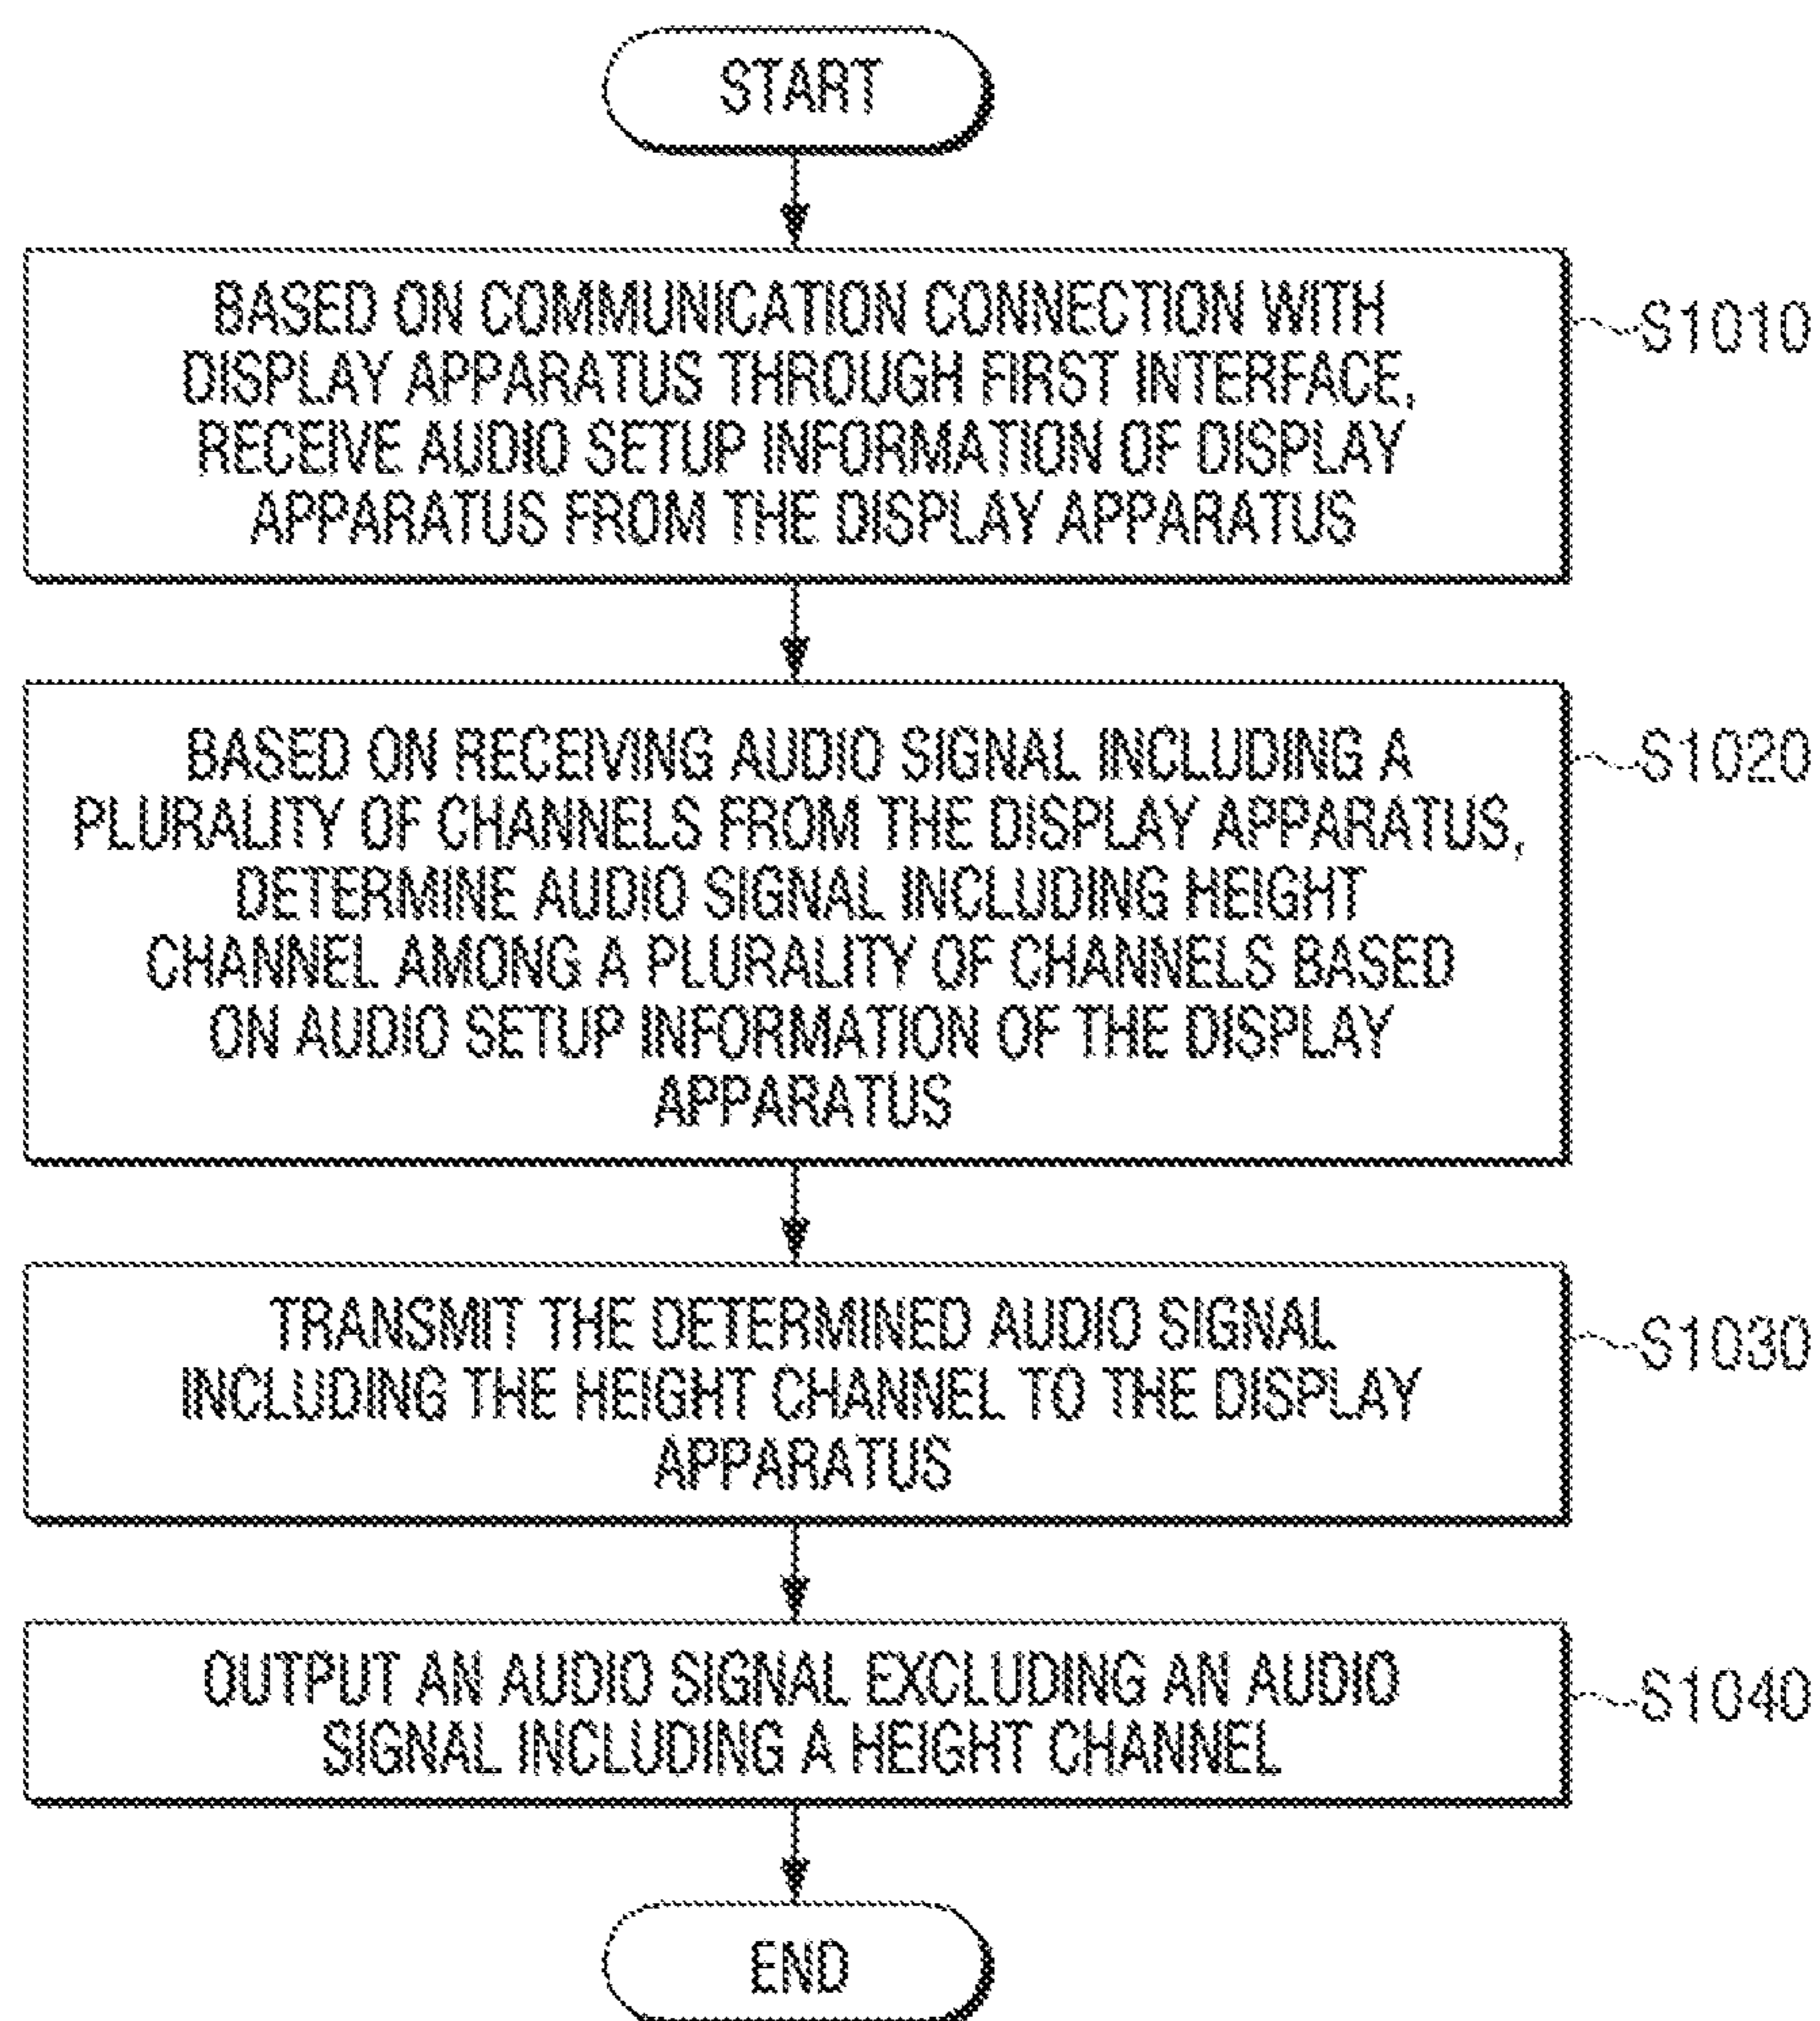 START
BASED ON COMMUNICATION CONNECTION WITH
DISPLAY APPARATUS THROUGH FIRST INTERFACE,
RECEIVE AUDIO SETUP INFORMATION OF DISPLAY
APPARATUS FROM THE DISPLAY APPARATUS
S1010
BASED ON RECEIVING AUDIO SIGNAL INCLUDING A
PLURALITY OF CHANNELS FROM THE DISPLAY APPARATUS,
DETERMINE AUDIO SIGNAL INCLUDING HEIGHT
CHANNEL AMONG A PLURALITY OF CHANNELS BASED
ON AUDIO SETUP INFORMATION OF THE DISPLAY
APPARATUS
S1020
TRANSMIT THE DETERMINED AUDIO SIGNAL
INCLUDING THE HEIGHT CHANNEL TO THE DISPLAY
APPARATUS
S1030
OUTPUT AN AUDIO SIGNAL EXCLUDING AN AUDIO
SIGNAL INCLUDING A HEIGHT CHANNEL
S1040
END